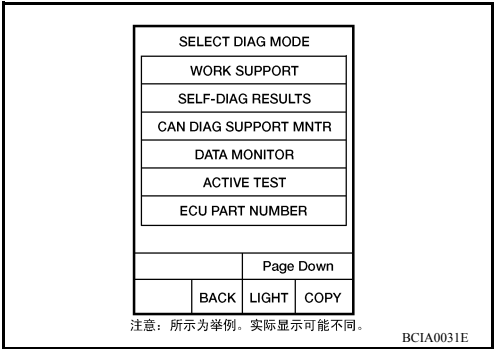 SELECT DIAG MODE
WORK SUPPORT
SELF-DIAG RESULTS
CAN DIAG SUPPORT MNTR
DATA MONITOR
ACTIVE TEST
ECU PART NUMBER
Page Down
BACK LIGHT COPY
注意：所示为举例。实际显示可能不同。
BCIA0031E